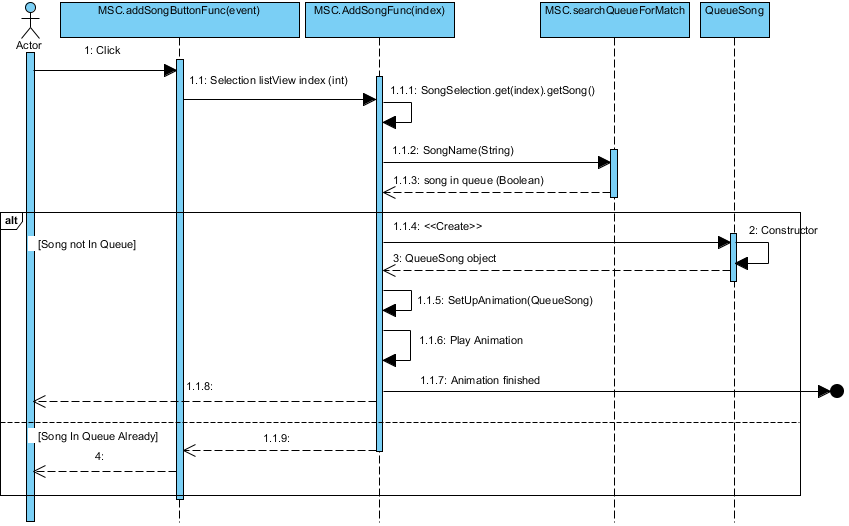 MSC.addSongButtonFunc(event)
MSC.AddSongFunc(index)
MSC.searchQueueForMatch
QueueSong
Actor
1: Click
1.1: Selection listView index (int)
1.1.1: SongSelection.get(index).getSong()
1.1.2: SongName(String)
1.1.3: song in queue (Boolean)
alt
1.1.4: <<Create>>
2: Constructor
[Song not In Queue]
3: QueueSong object
1.1.5: SetUpAnimation(QueueSong)
1.1.6: Play Animation
1.1.7: Animation finished
1.1.8:
[Song In Queue Already]
1.1.9:
4: